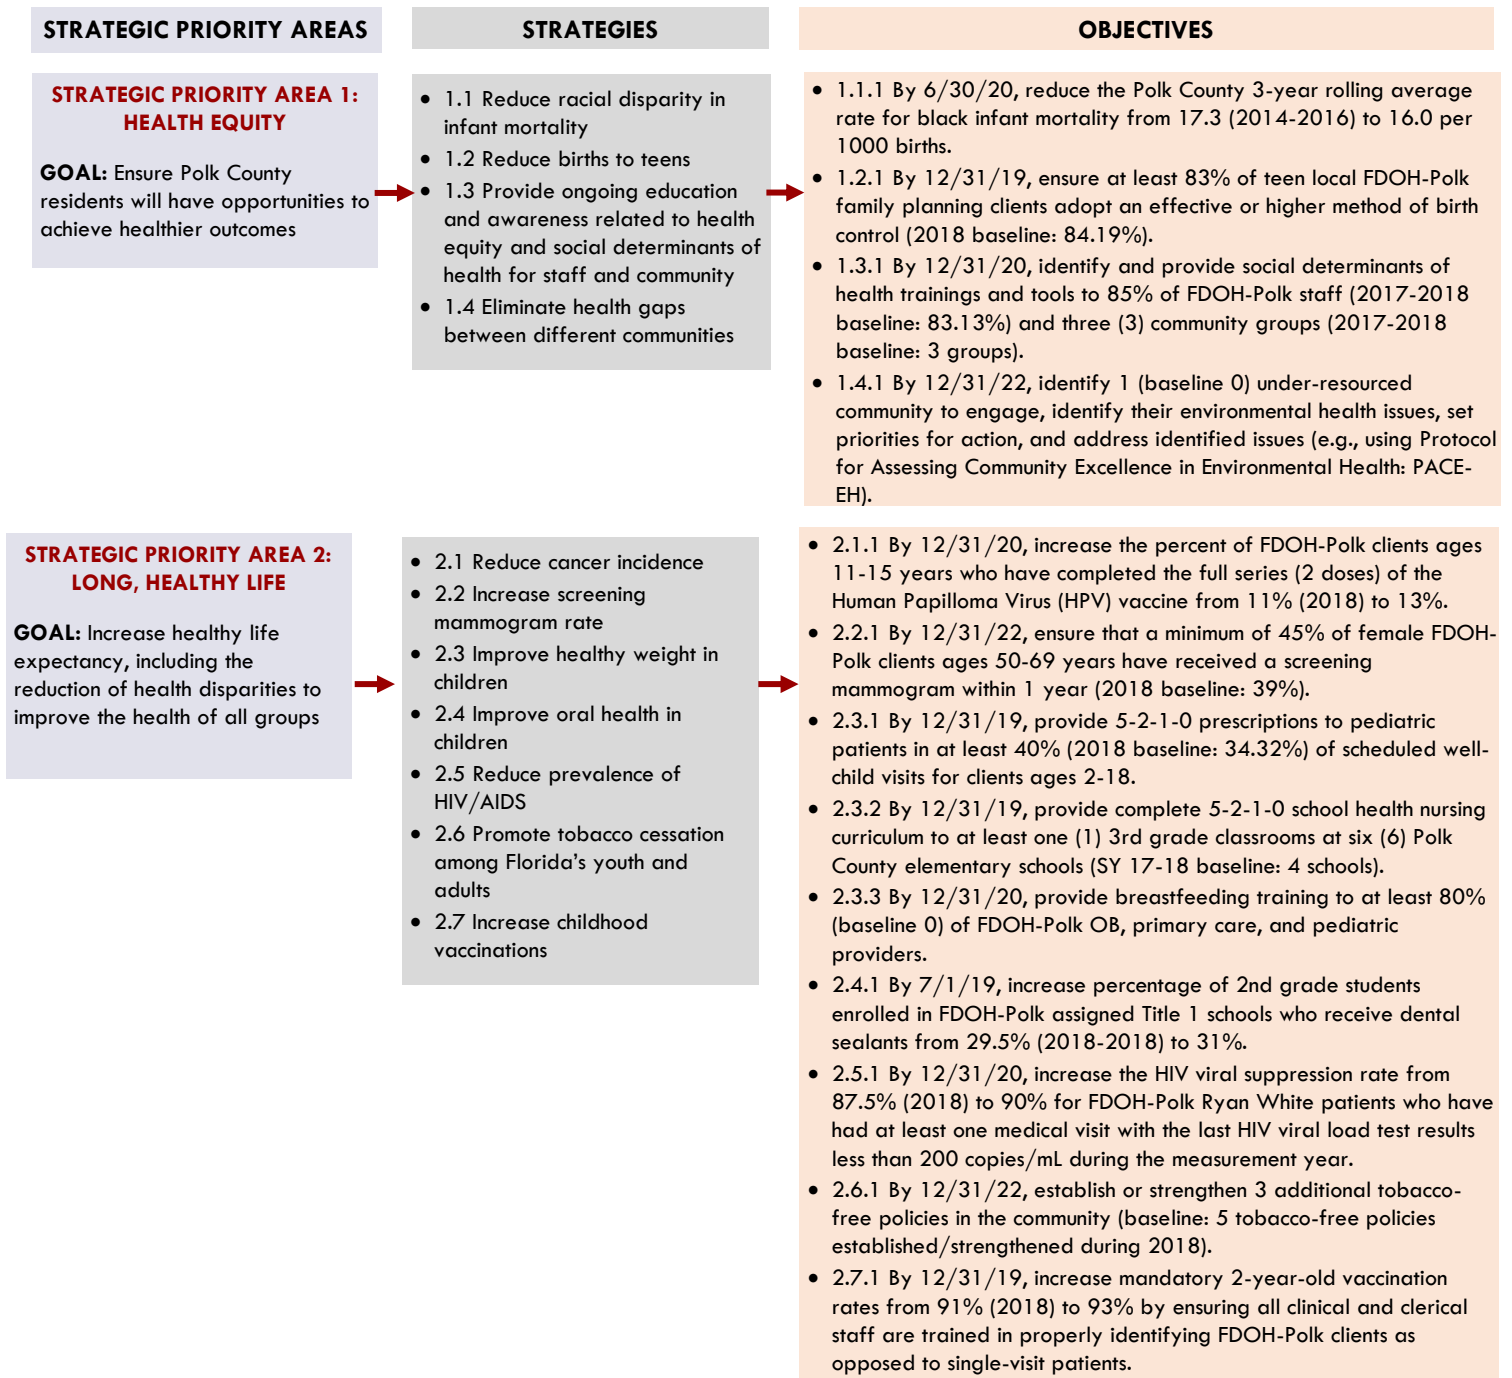 STRATEGIC PRIORITY AREAS
STRATEGIES
OBJECTIVES
STRATEGIC PRIORITY AREA 1:
HEALTH EQUITY
GOAL: Ensure Polk County
residents will have opportunities to
achieve healthier outcomes
• 1.1 Reduce racial disparity in
infant mortality
• 1.2 Reduce births to teens
• 1.3 Provide ongoing education
and awareness related to health
equity and social determinants of
health for staff and community
• 1.4 Eliminate health gaps
between different communities
• 1.1.1 By 6/30/20, reduce the Polk County 3-year rolling average
rate for black infant mortality from 17.3 (2014-2016) to 16.0 per
1000 births.
• 1.2.1 By 12/31/19, ensure at least 83% of teen local FDOH-Polk
family planning clients adopt an effective or higher method of birth
control (2018 baseline: 84.19%).
• 1.3.1 By 12/31/20, identify and provide social determinants of
health trainings and tools to 85% of FDOH-Polk staff (2017-2018
baseline: 83.13%) and three (3) community groups (2017-2018
baseline: 3 groups).
• 1.4.1 By 12/31/22, identify 1 (baseline 0) under-resourced
community to engage, identify their environmental health issues, set
priorities for action, and address identified issues (e.g., using Protocol
for Assessing Community Excellence in Environmental Health: PACE-
EH).
STRATEGIC PRIORITY AREA 2:
LONG, HEALTHY LIFE
GOAL: Increase healthy life
expectancy, including the
reduction of health disparities to
improve the health of all groups
• 2.1 Reduce cancer incidence
• 2.2 Increase screening
mammogram rate
• 2.3 Improve healthy weight in
children
• 2.4 Improve oral health in
children
• 2.5 Reduce prevalence of
HIV/AIDS
• 2.6 Promote tobacco cessation
among Florida’s youth and
adults
• 2.7 Increase childhood
vaccinations
• 2.1.1 By 12/31/20, increase the percent of FDOH-Polk clients ages
11-15 years who have completed the full series (2 doses) of the
Human Papilloma Virus (HPV) vaccine from 11% (2018) to 13%.
• 2.2.1 By 12/31/22, ensure that a minimum of 45% of female FDOH-
Polk clients ages 50-69 years have received a screening
mammogram within 1 year (2018 baseline: 39%).
• 2.3.1 By 12/31/19, provide 5-2-1-0 prescriptions to pediatric
patients in at least 40% (2018 baseline: 34.32%) of scheduled well-
child visits for clients ages 2-18.
• 2.3.2 By 12/31/19, provide complete 5-2-1-0 school health nursing
curriculum to at least one (1) 3rd grade classrooms at six (6) Polk
County elementary schools (SY 17-18 baseline: 4 schools).
• 2.3.3 By 12/31/20, provide breastfeeding training to at least 80%
(baseline 0) of FDOH-Polk OB, primary care, and pediatric
providers.
• 2.4.1 By 7/1/19, increase percentage of 2nd grade students
enrolled in FDOH-Polk assigned Title 1 schools who receive dental
sealants from 29.5% (2018-2018) to 31%.
• 2.5.1 By 12/31/20, increase the HIV viral suppression rate from
87.5% (2018) to 90% for FDOH-Polk Ryan White patients who have
had at least one medical visit with the last HIV viral load test results
less than 200 copies/mL during the measurement year.
• 2.6.1 By 12/31/22, establish or strengthen 3 additional tobacco-
free policies in the community (baseline: 5 tobacco-free policies
established/strengthened during 2018).
• 2.7.1 By 12/31/19, increase mandatory 2-year-old vaccination
rates from 91% (2018) to 93% by ensuring all clinical and clerical
staff are trained in properly identifying FDOH-Polk clients as
opposed to single-visit patients.